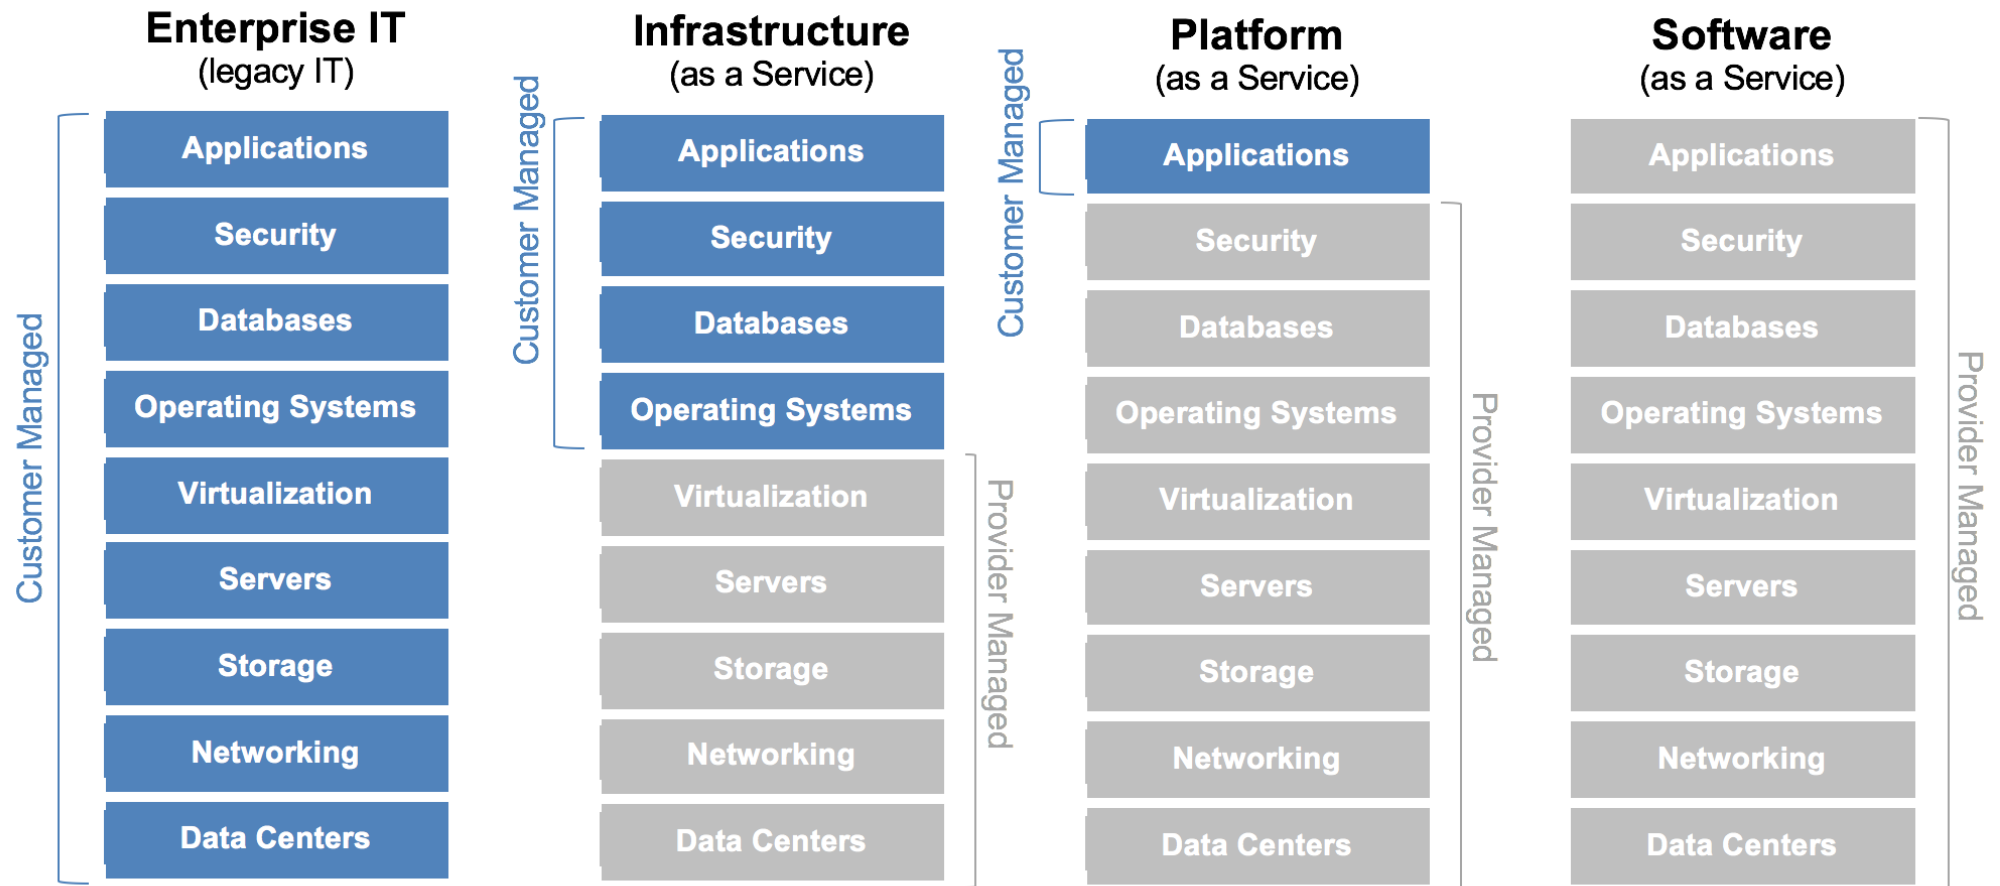 Enterprise IT
(legacy IT)
Customer Managed
Applications
Security
Databases
Operating Systems
Virtualization
Servers
Storage
Networking
Data Centers
Infrastructure
(as a Service)
Customer Managed
Applications
Security
Databases
Operating Systems
Virtualization
Servers
Storage
Networking
Data Centers
Provider Managed
Platform
(as a Service)
Customer Managed
Applications
Security
Databases
Operating Systems
Virtualization
Servers
Storage
Networking
Data Centers
Provider Managed
Software
(as a Service)
Applications
Security
Databases
Operating Systems
Virtualization
Servers
Storage
Networking
Data Centers
Provider Managed